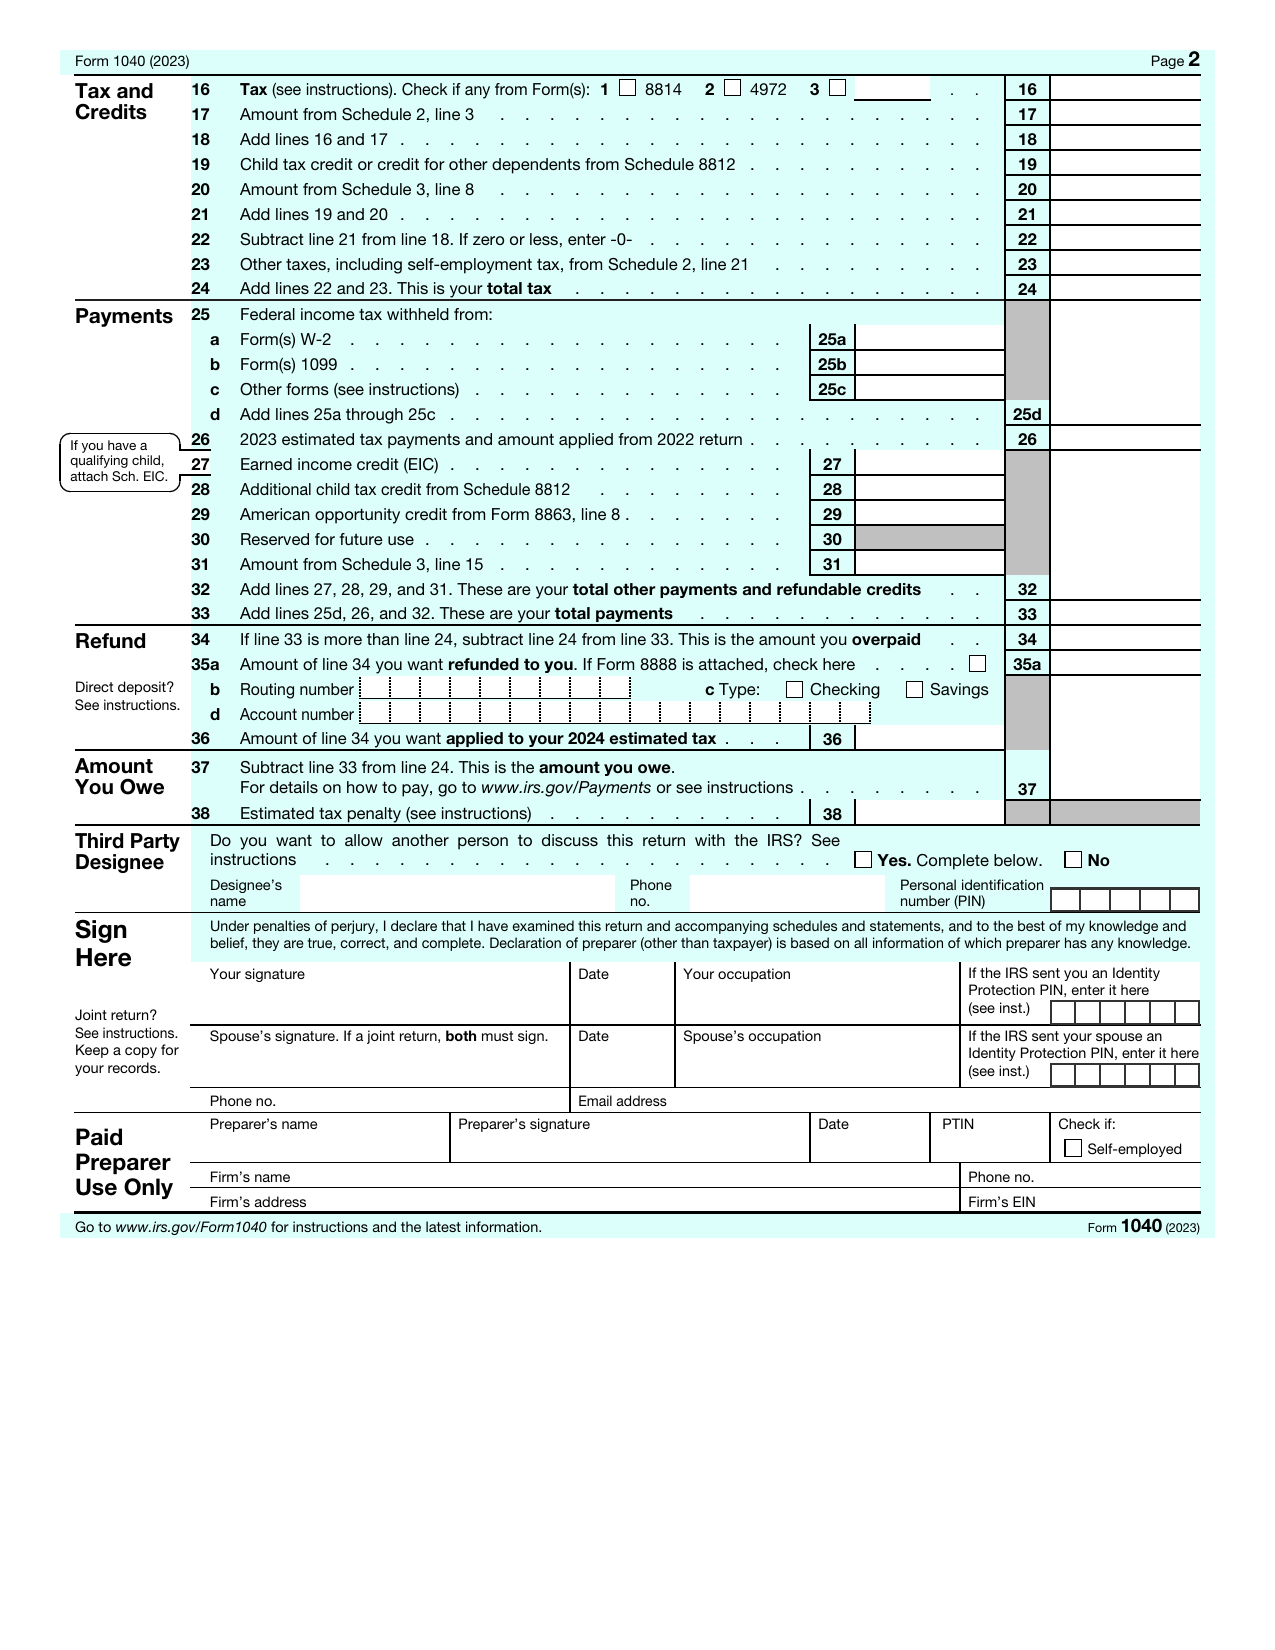 Form 1040 (2023) Page 2
Tax and Credits
16 Tax (see instructions). Check if any from Form(s): 1 8814 2 4972 3 . . 16
17 Amount from Schedule 2, line 3 . . . . . . . . . . . . . . . . . . . . 17
18 Add lines 16 and 17 . . . . . . . . . . . . . . . . . . . . . . . . 18
19 Child tax credit or credit for other dependents from Schedule 8812 . . . . . . . . . . 19
20 Amount from Schedule 3, line 8 . . . . . . . . . . . . . . . . . . . . 20
21 Add lines 19 and 20 . . . . . . . . . . . . . . . . . . . . . . . . 21
22 Subtract line 21 from line 18. If zero or less, enter -0- . . . . . . . . . . . . . . 22
23 Other taxes, including self-employment tax, from Schedule 2, line 21 . . . . . . . . . 23
24 Add lines 22 and 23. This is your total tax . . . . . . . . . . . . . . . . . 24
Payments
25 Federal income tax withheld from:
a Form(s) W-2 . . . . . . . . . . . . . . . . . . 25a
b Form(s) 1099 . . . . . . . . . . . . . . . . . . 25b
c Other forms (see instructions) . . . . . . . . . . . . . 25c
d Add lines 25a through 25c . . . . . . . . . . . . . . . . . . . . . . 25d
If you have a
qualifying child,
attach Sch. EIC.
26 2023 estimated tax payments and amount applied from 2022 return . . . . . . . . . . 26
27 Earned income credit (EIC) . . . . . . . . . . . . . . 27
28 Additional child tax credit from Schedule 8812 . . . . . . . . 28
29 American opportunity credit from Form 8863, line 8 . . . . . . . 29
30 Reserved for future use . . . . . . . . . . . . . . . 30
31 Amount from Schedule 3, line 15 . . . . . . . . . . . . 31
32 Add lines 27, 28, 29, and 31. These are your total other payments and refundable credits . . 32
33 Add lines 25d, 26, and 32. These are your total payments . . . . . . . . . . . . 33
Refund
34 If line 33 is more than line 24, subtract line 24 from line 33. This is the amount you overpaid . . 34
35a Amount of line 34 you want refunded to you. If Form 8888 is attached, check here . . . . 35a
Direct deposit?
See instructions.
b Routing number c Type: Checking Savings
d Account number
36 Amount of line 34 you want applied to your 2024 estimated tax . . . 36
Amount You Owe
37 Subtract line 33 from line 24. This is the amount you owe.
For details on how to pay, go to www.irs.gov/Payments or see instructions . . . . . . . . 37
38 Estimated tax penalty (see instructions) . . . . . . . . . . 38
Third Party Designee
Do you want to allow another person to discuss this return with the IRS? See
instructions . . . . . . . . . . . . . . . . . . . . . Yes. Complete below. No
Designee's name Phone no. Personal identification number (PIN)
Sign Here
Under penalties of perjury, I declare that I have examined this return and accompanying schedules and statements, and to the best of my knowledge and
belief, they are true, correct, and complete. Declaration of preparer (other than taxpayer) is based on all information of which preparer has any knowledge.
Joint return?
See instructions.
Keep a copy for
your records.
Your signature Date Your occupation If the IRS sent you an Identity
Protection PIN, enter it here
(see inst.)
Spouse's signature. If a joint return, both must sign. Date Spouse's occupation If the IRS sent your spouse an
Identity Protection PIN, enter it here
(see inst.)
Phone no. Email address
Paid Preparer Use Only
Preparer's name Preparer's signature Date PTIN Check if:
Self-employed
Firm's name Phone no.
Firm's address Firm's EIN
Go to www.irs.gov/Form1040 for instructions and the latest information. Form 1040 (2023)